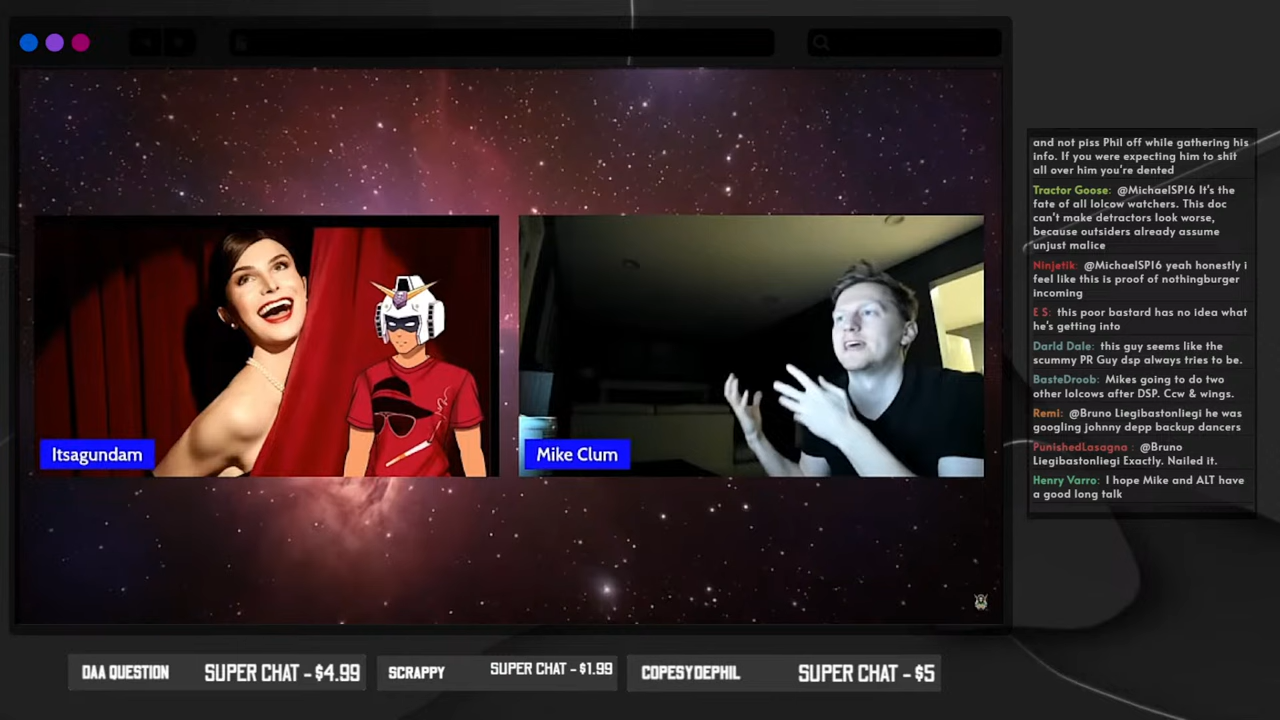 and not piss Phil off while gathering his
info. If you were expecting him to shit
all over him you're dented
Tractor Goose: @MichaelSP16 It's the
fate of all lolcow watchers. This doc
can't make detractors look worse,
because outsiders already assume
unjust malice
Ninjetik: @MichaelSP16 yeah honestly i
feel like this is proof of nothingburger
incoming
E S: this poor bastard has no idea what
he's getting into
Darld Dale: this guy seems like the
scummy PR Guy dsp always tries to be.
BasteDroob: Mikes going to do two
other lolcows after DSP. Ccw & wings.
Remi: @Bruno Liegibastonliegi he was
googling johnny depp backup dancers
PunishedLasagna : @Bruno
Liegibastonliegi Exactly. Nailed it.
Henry Varro: I hope Mike and ALT have
a good long talk
Itsagundam
Mike Clum
DAA QUESTION SUPER CHAT - $4.99
SCRAPPY SUPER CHAT - $1.99
COPESYDEPHIL SUPER CHAT - $5